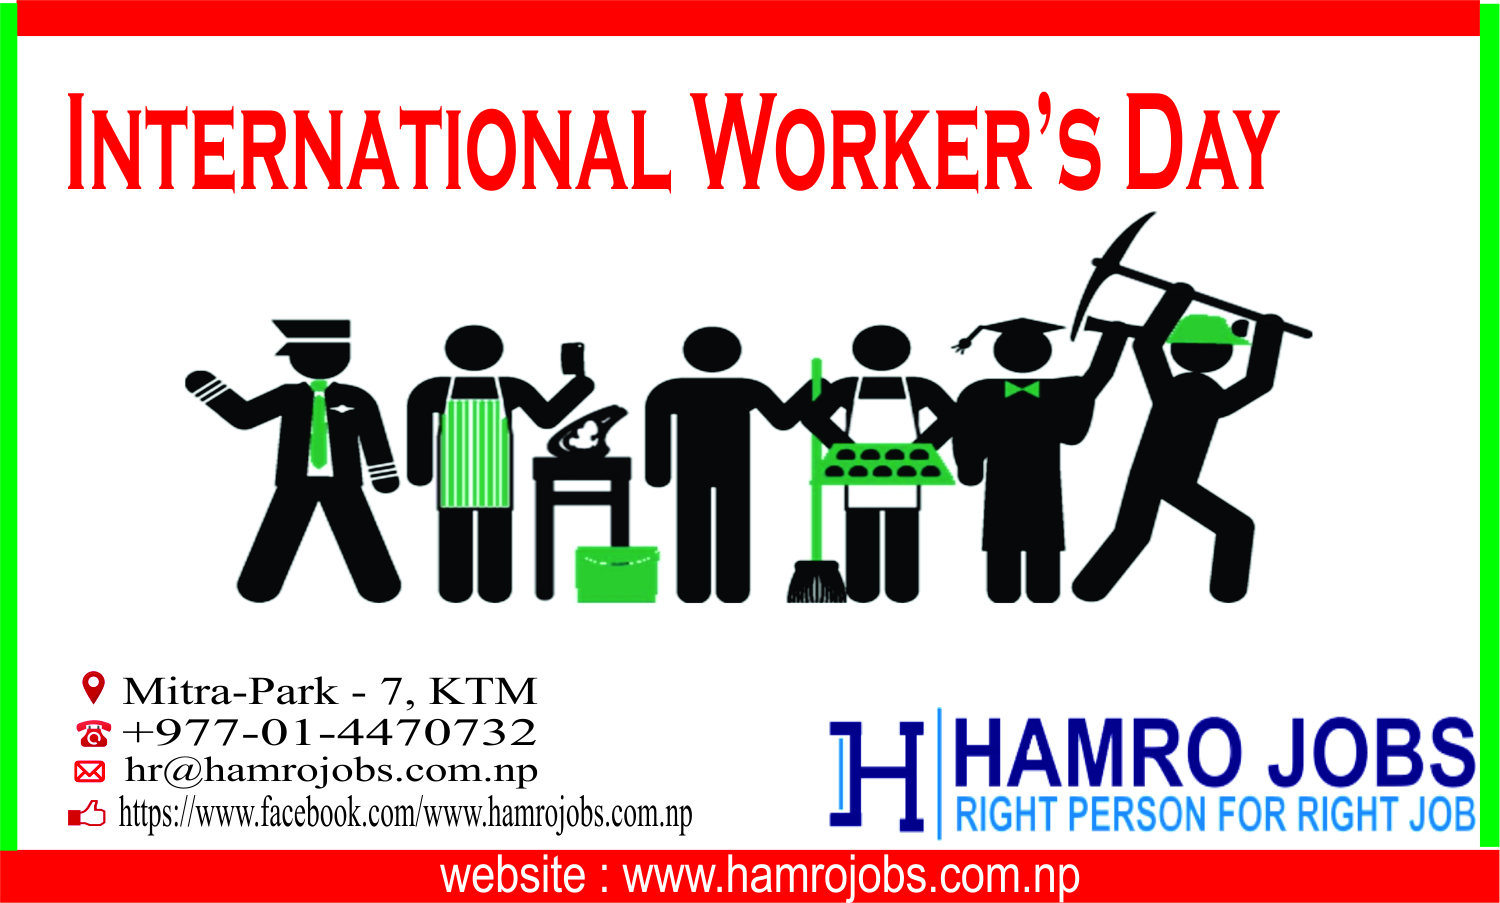 International Worker's Day
Mitra-Park - 7, KTM
+977-01-4470732
hr@hamrojobs.com.np
https://www.facebook.com/www.hamrojobs.com.np
H
HAMRO JOBS
RIGHT PERSON FOR RIGHT JOB
website : www.hamrojobs.com.np